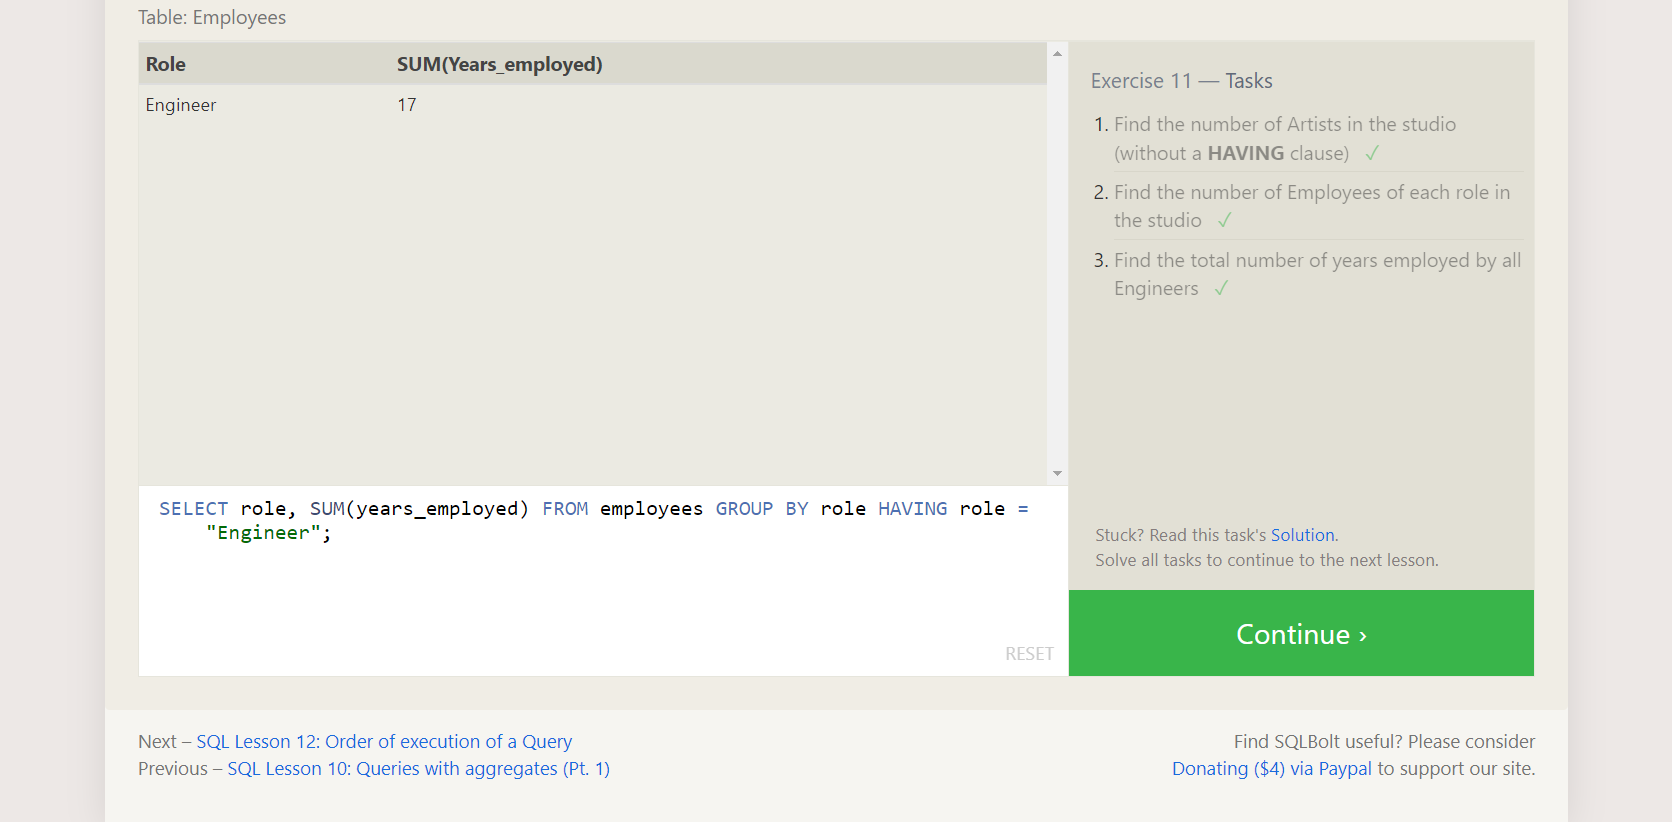 Table: Employees
Role SUM(Years_employed)
Engineer 17
SELECT role, SUM(years_employed) FROM employees GROUP BY role HAVING role =
"Engineer";
RESET
Exercise 11 — Tasks
1. Find the number of Artists in the studio
(without a HAVING clause) ✓
2. Find the number of Employees of each role in
the studio ✓
3. Find the total number of years employed by all
Engineers ✓
Stuck? Read this task's Solution.
Solve all tasks to continue to the next lesson.
Continue ›
Next – SQL Lesson 12: Order of execution of a Query
Previous – SQL Lesson 10: Queries with aggregates (Pt. 1)
Find SQLBolt useful? Please consider
Donating ($4) via Paypal to support our site.